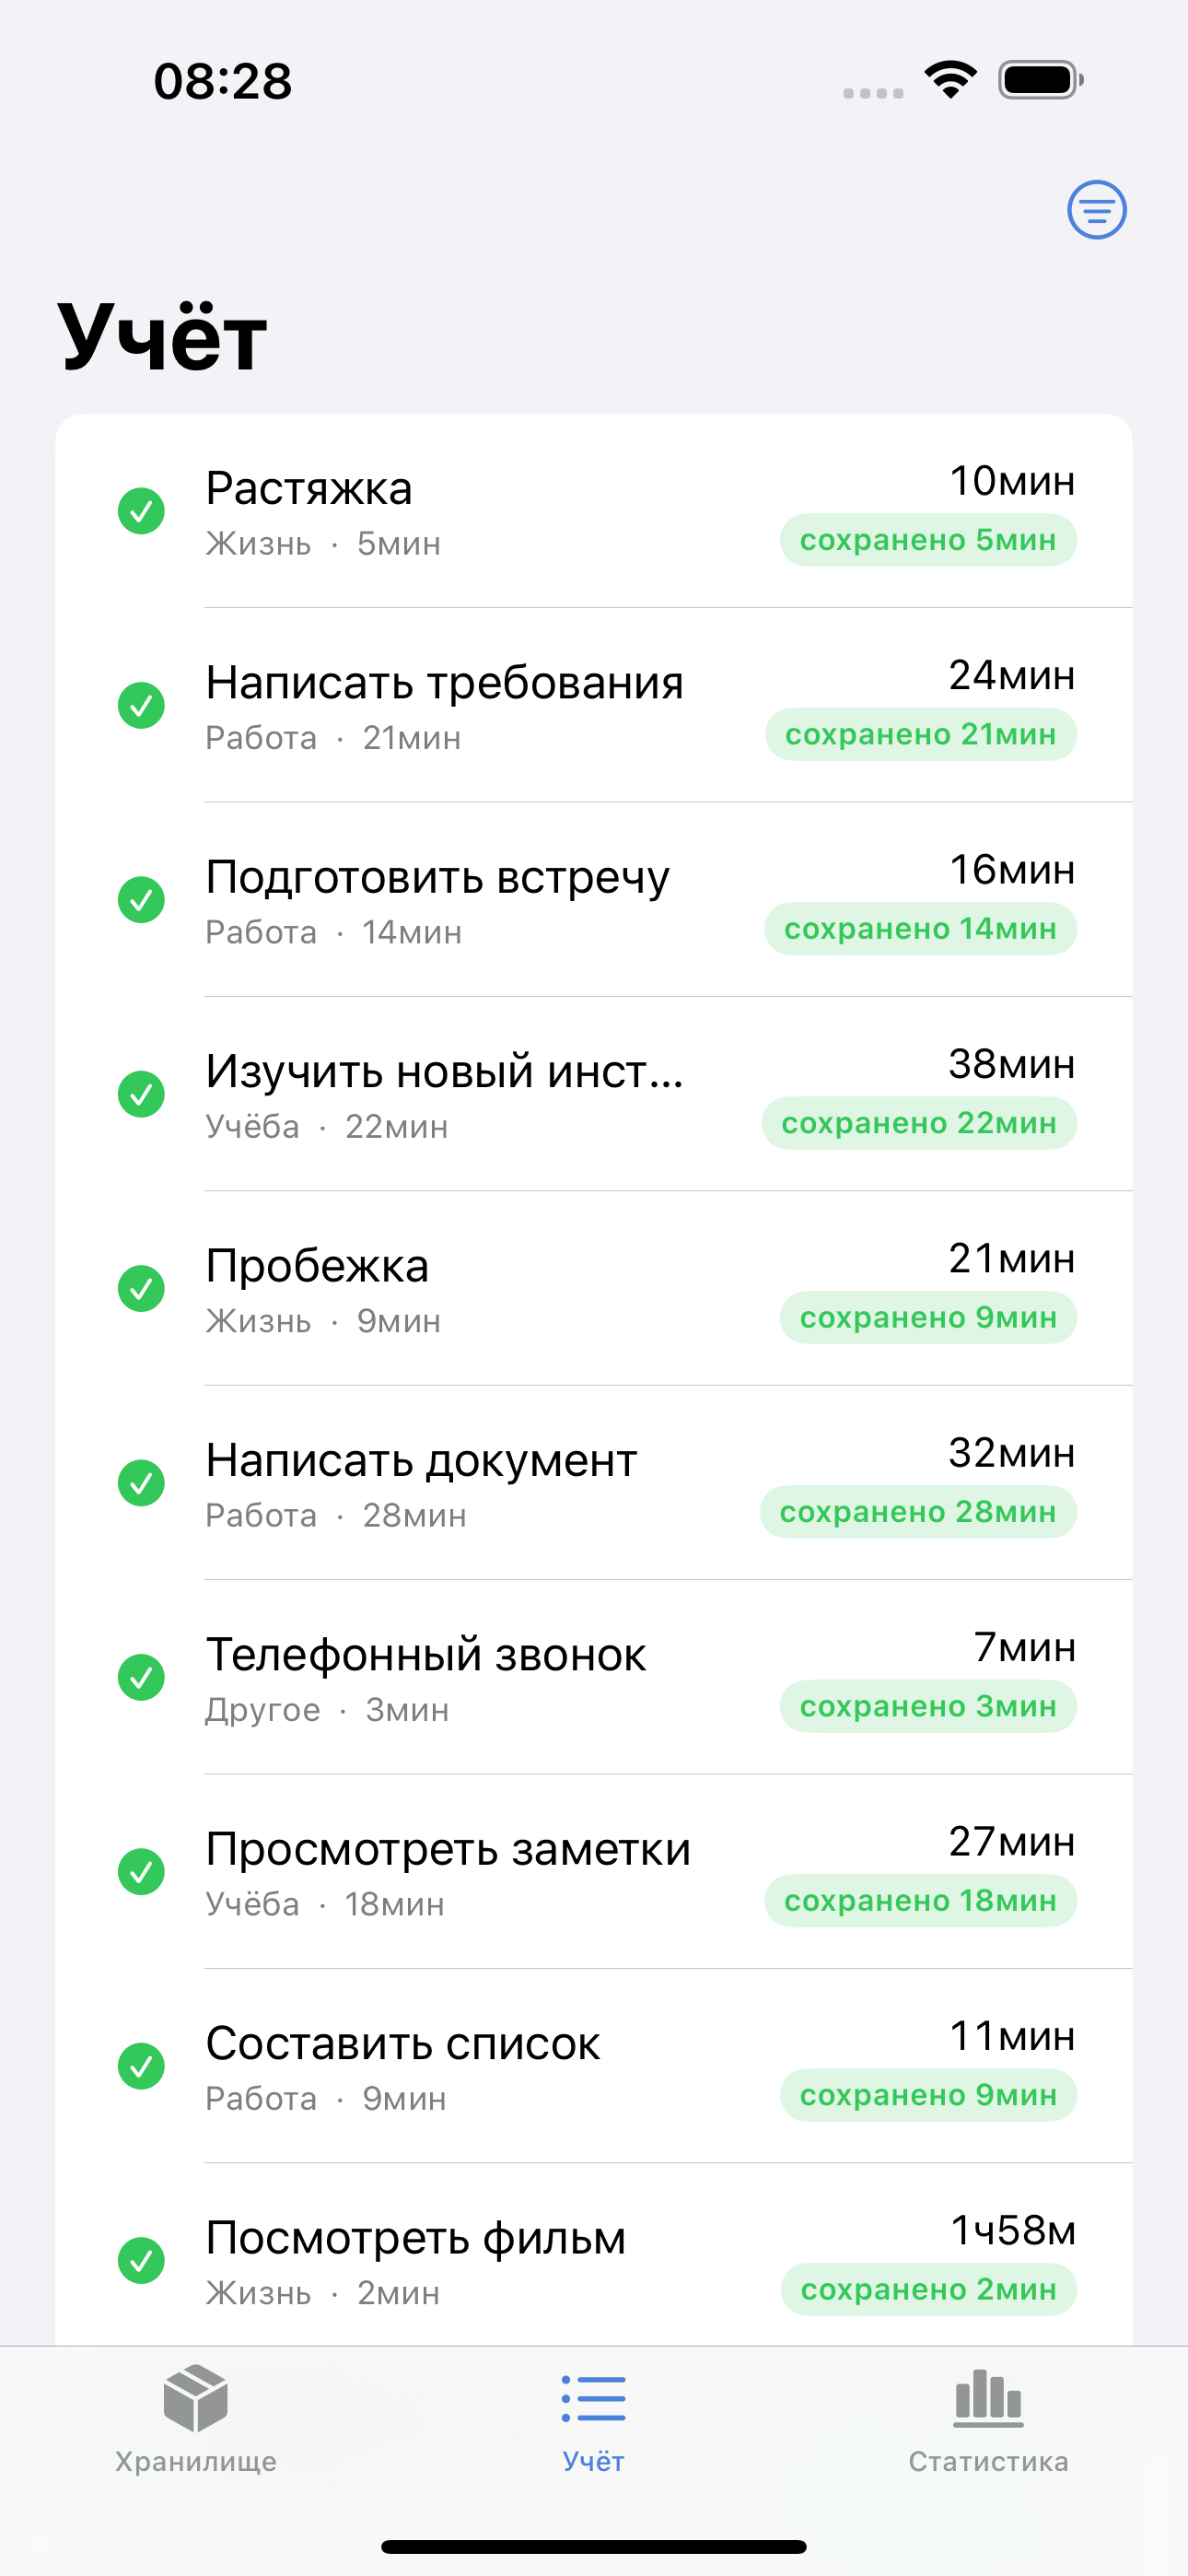 08:28
Учёт
Растяжка
10мин
Жизнь · 5мин
сохранено 5мин
Написать требования
24мин
Работа · 21мин
сохранено 21мин
Подготовить встречу
16мин
Работа · 14мин
сохранено 14мин
Изучить новый инст...
38мин
Учёба · 22мин
сохранено 22мин
Пробежка
21мин
Жизнь · 9мин
сохранено 9мин
Написать документ
32мин
Работа · 28мин
сохранено 28мин
Телефонный звонок
7мин
Другое · 3мин
сохранено 3мин
Просмотреть заметки
27мин
Учёба · 18мин
сохранено 18мин
Составить список
11мин
Работа · 9мин
сохранено 9мин
Посмотреть фильм
1ч58м
Жизнь · 2мин
сохранено 2мин
Хранилище
Учёт
Статистика